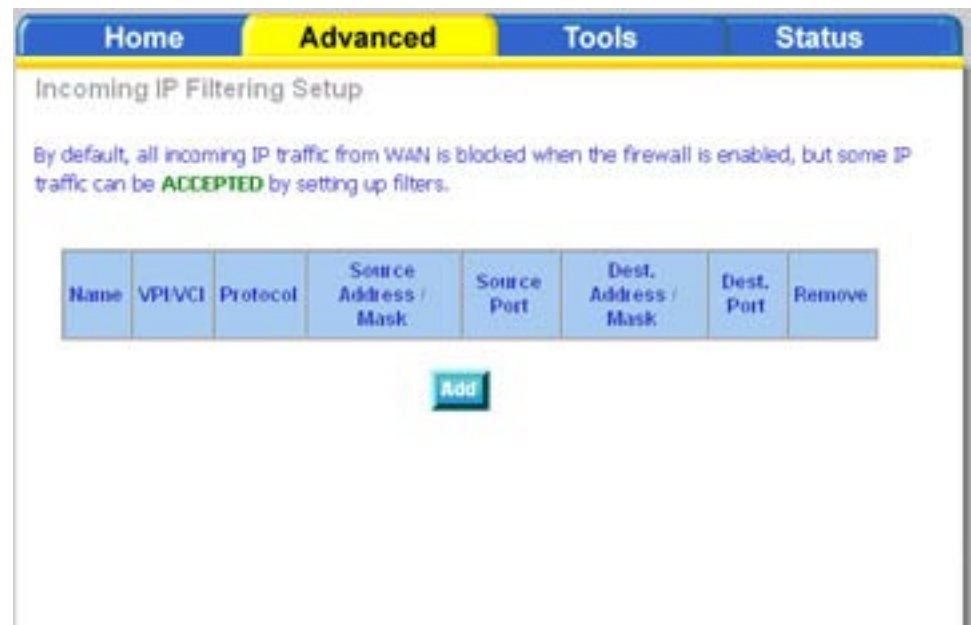 Home Advanced Tools Status
Incoming IP Filtering Setup
By default, all incoming IP traffic from WAN is blocked when the firewall is enabled, but some IP
traffic can be ACCEPTED by setting up filters.
Name VPI/VCI Protocol Source Address / Mask Source Port Dest. Address / Mask Dest. Port Remove
Add